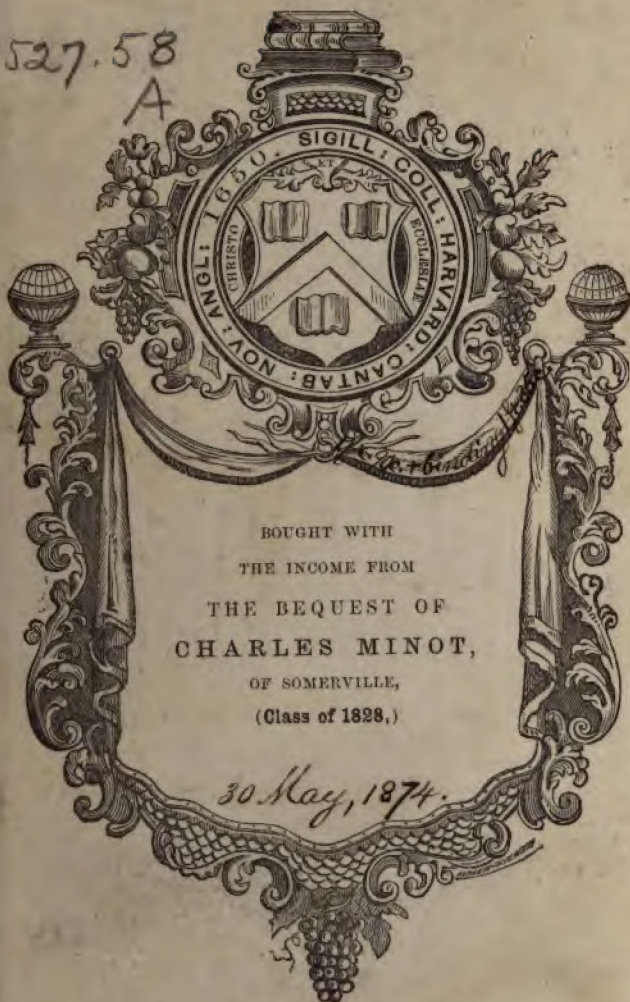 527.58
A
SIGILL : COLL : HARVARD : CANTAB : NOV : ANGL : 1650.
ET
CHRISTO
ECCLESIAE
BOUGHT WITH
THE INCOME FROM
THE BEQUEST OF
CHARLES MINOT,
OF SOMERVILLE,
(Class of 1828,)
30 May, 1874.